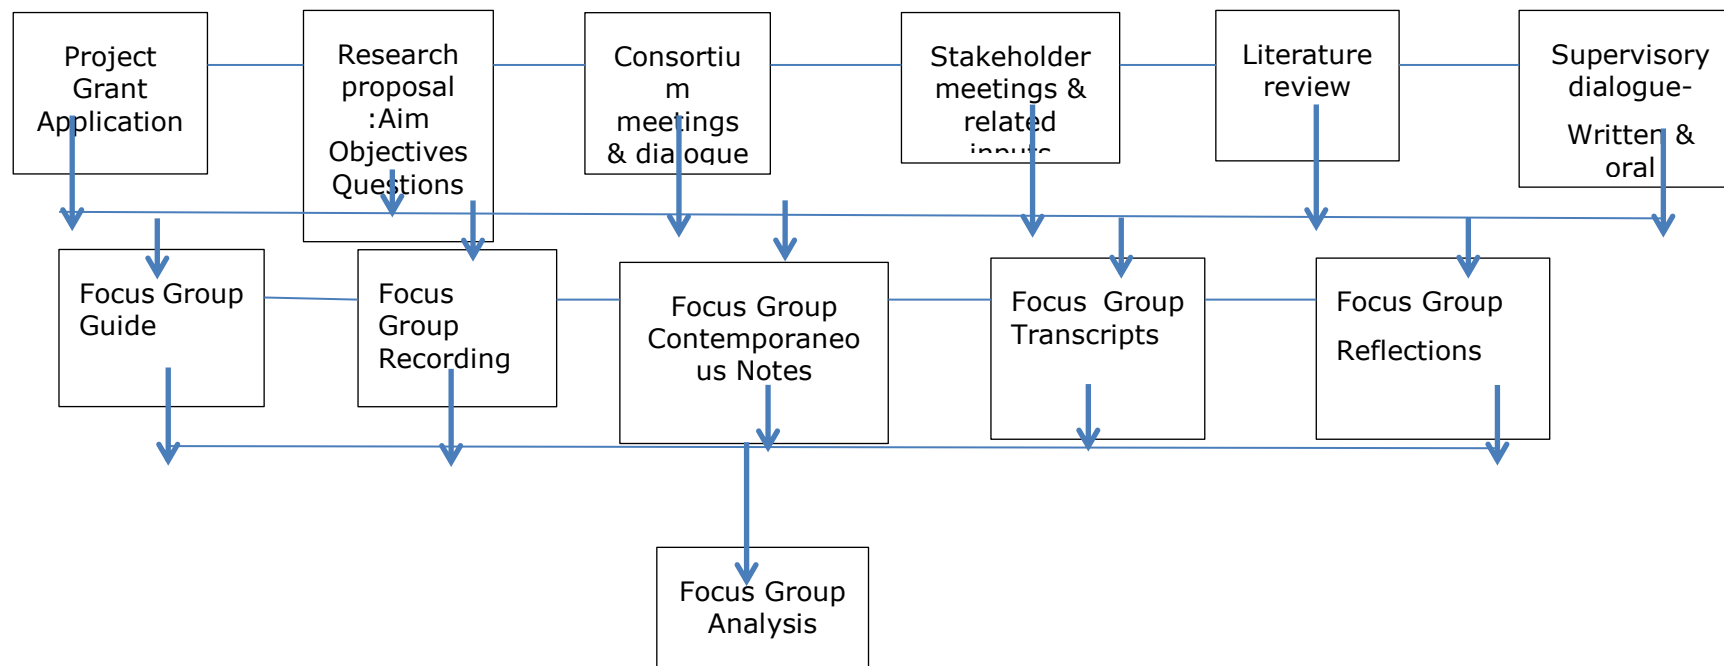 Project
Grant
Application
Research
proposal
:Aim
Objectives
Questions
Consortiu
m
meetings
& dialogue
Stakeholder
meetings &
related
inputs
Literature
review
Supervisory
dialogue-
Written &
oral
Focus Group
Guide
Focus
Group
Recording
Focus Group
Contemporaneo
us Notes
Focus Group
Transcripts
Focus Group
Reflections
Focus Group
Analysis